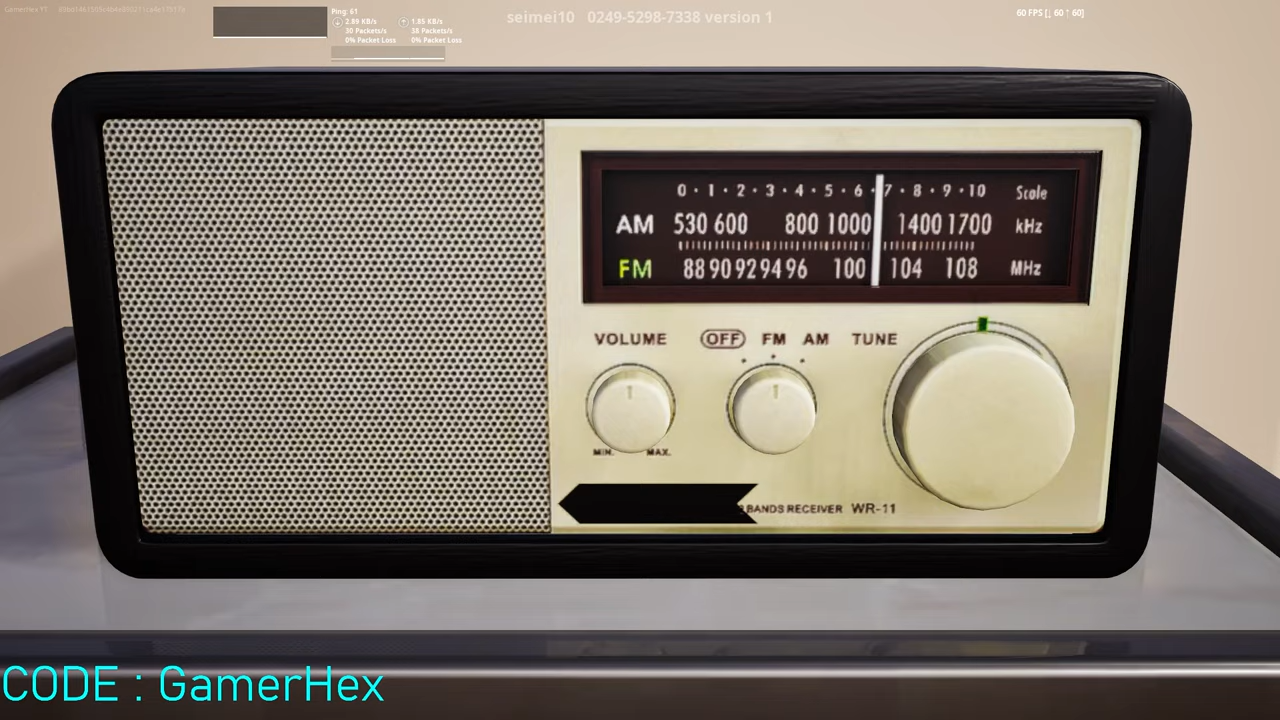 GamerHex YT
Ping: 61
2.89 KB/s 1.85 KB/s
30 Packets/s 38 Packets/s
0% Packet Loss 0% Packet Loss
seimei10 0249-5298-7338 version 1
60 FPS [↓ 60 ↑ 60]
0 · 1 · 2 · 3 · 4 · 5 · 6 · 7 · 8 · 9 · 10 Scale
AM 530 600 800 1000 1400 1700 kHz
FM 88 90 92 94 96 100 104 108 MHz
VOLUME OFF FM AM TUNE
MIN. MAX.
BANDS RECEIVER WR-11
CODE : GamerHex